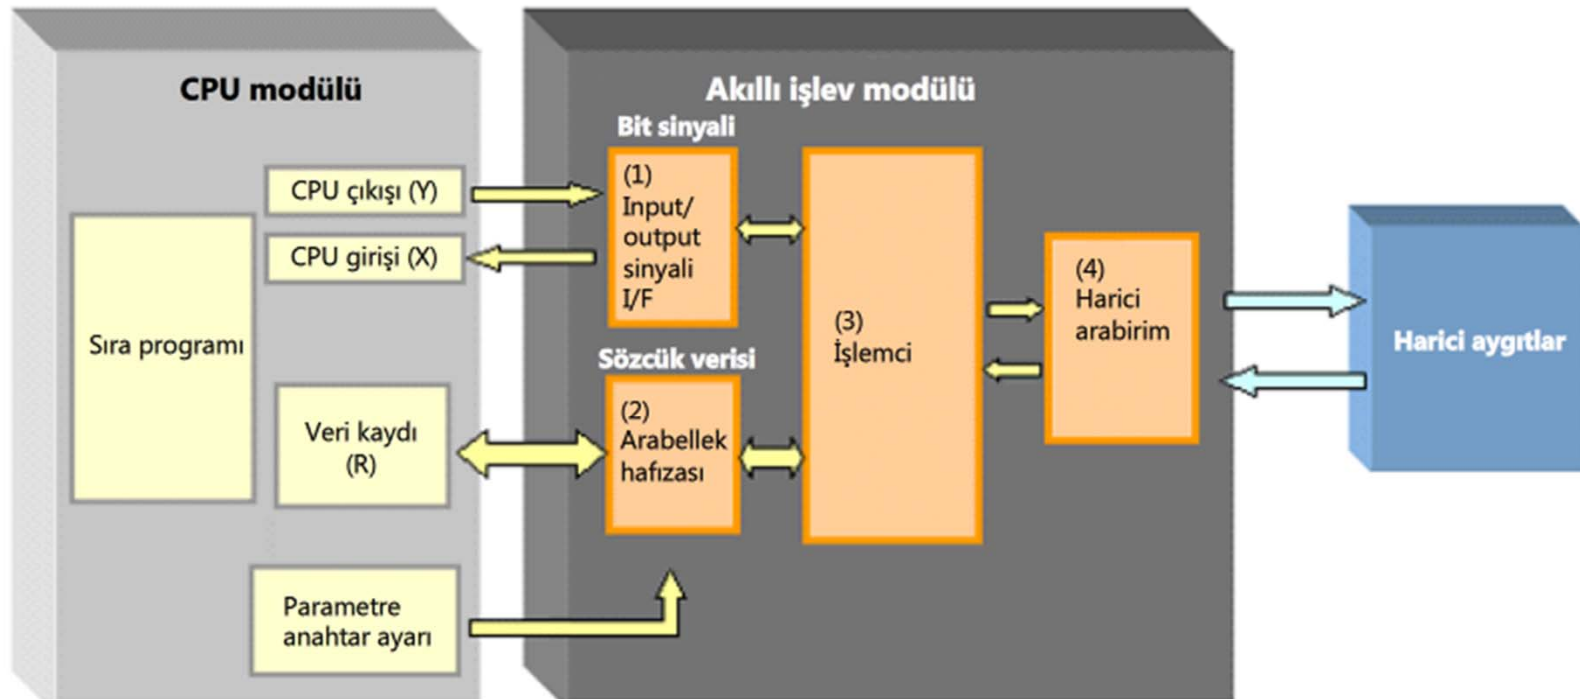 CPU modülü
CPU çıkışı (Y)
CPU girişi (X)
Sıra programı
Veri kaydı
(R)
Parametre
anahtar ayarı
Akıllı işlev modülü
Bit sinyali
(1)
Input/
output
sinyali
I/F
Sözcük verisi
(2)
Arabellek
hafızası
(3)
İşlemci
(4)
Harici
arabirim
Harici aygıtlar